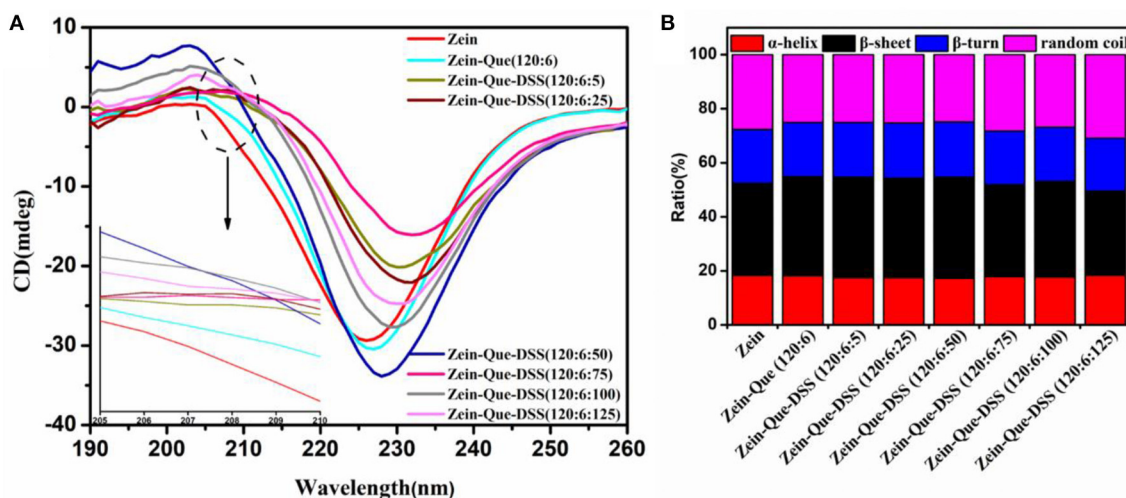 A
CD(mdeg)
10
0
-10
-20
-30
-40
Zein
Zein-Que(120:6)
Zein-Que-DSS(120:6:5)
Zein-Que-DSS(120:6:25)
Zein-Que-DSS(120:6:50)
Zein-Que-DSS(120:6:75)
Zein-Que-DSS(120:6:100)
Zein-Que-DSS(120:6:125)
205 206 207 208 209 210
190 200 210 220 230 240 250 260
Wavelength(nm)
B
α-helix β-sheet β-turn random coil
Ratio(%)
100
80
60
40
20
0
Zein
Zein-Que (120:6)
Zein-Que-DSS (120:6:5)
Zein-Que-DSS (120:6:25)
Zein-Que-DSS (120:6:50)
Zein-Que-DSS (120:6:75)
Zein-Que-DSS (120:6:100)
Zein-Que-DSS (120:6:125)